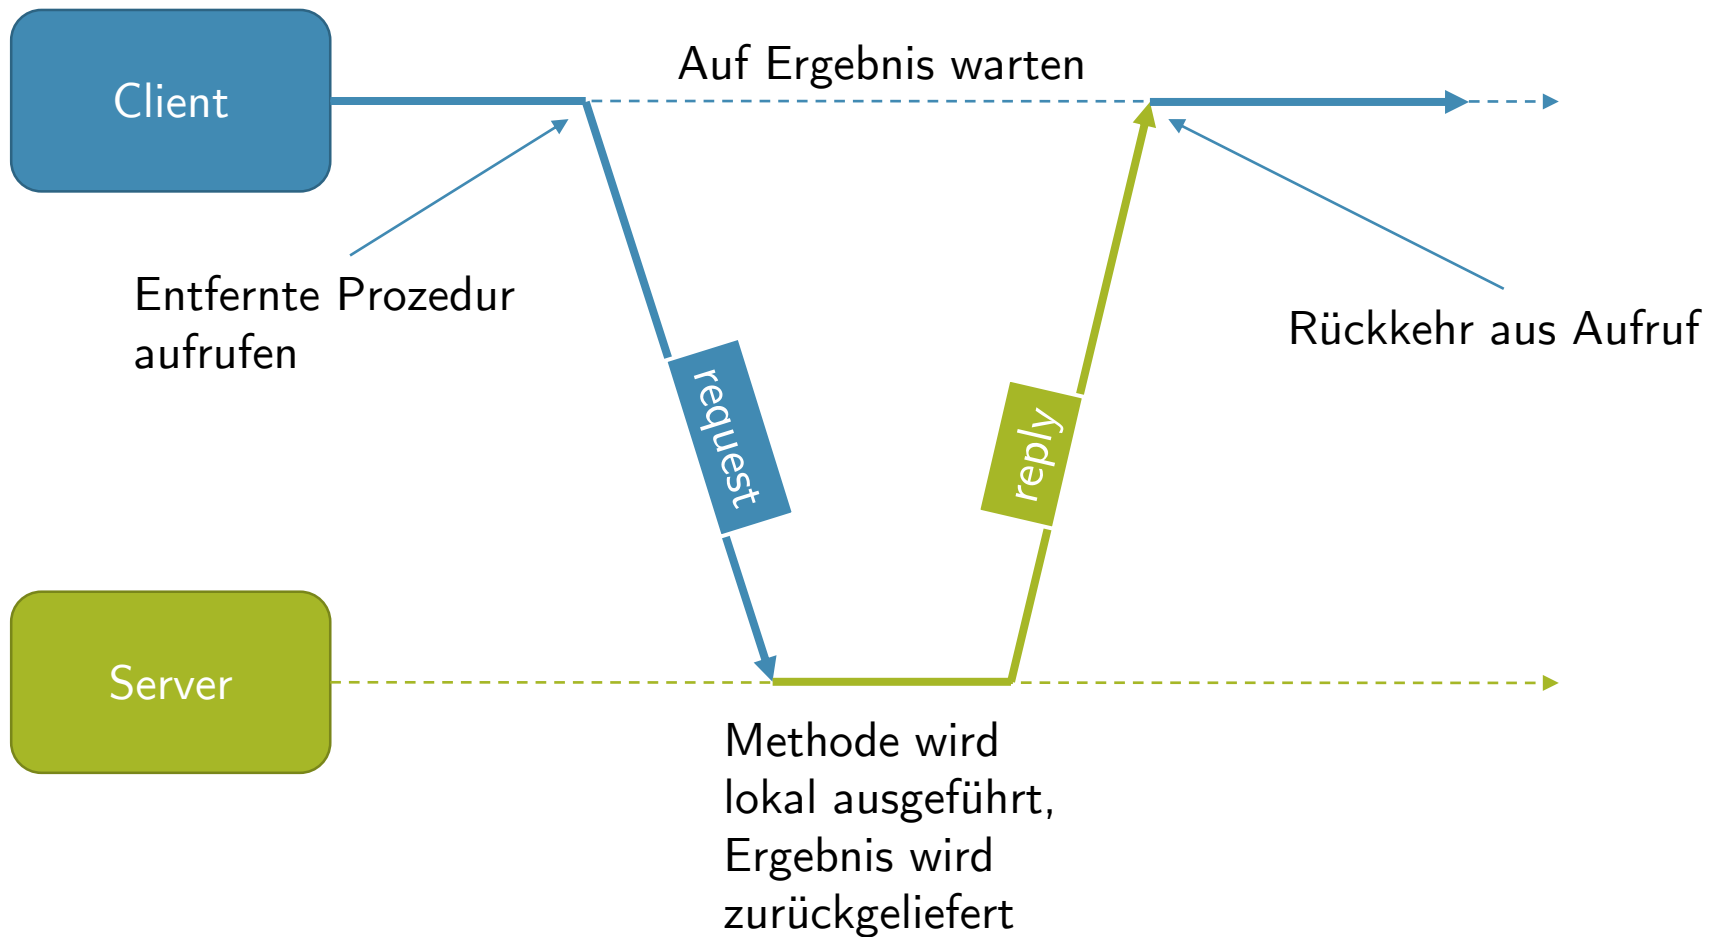 Client
Auf Ergebnis warten
Entfernte Prozedur
aufrufen
Rückkehr aus Aufruf
request
reply
Server
Methode wird
lokal ausgeführt,
Ergebnis wird
zurückgeliefert